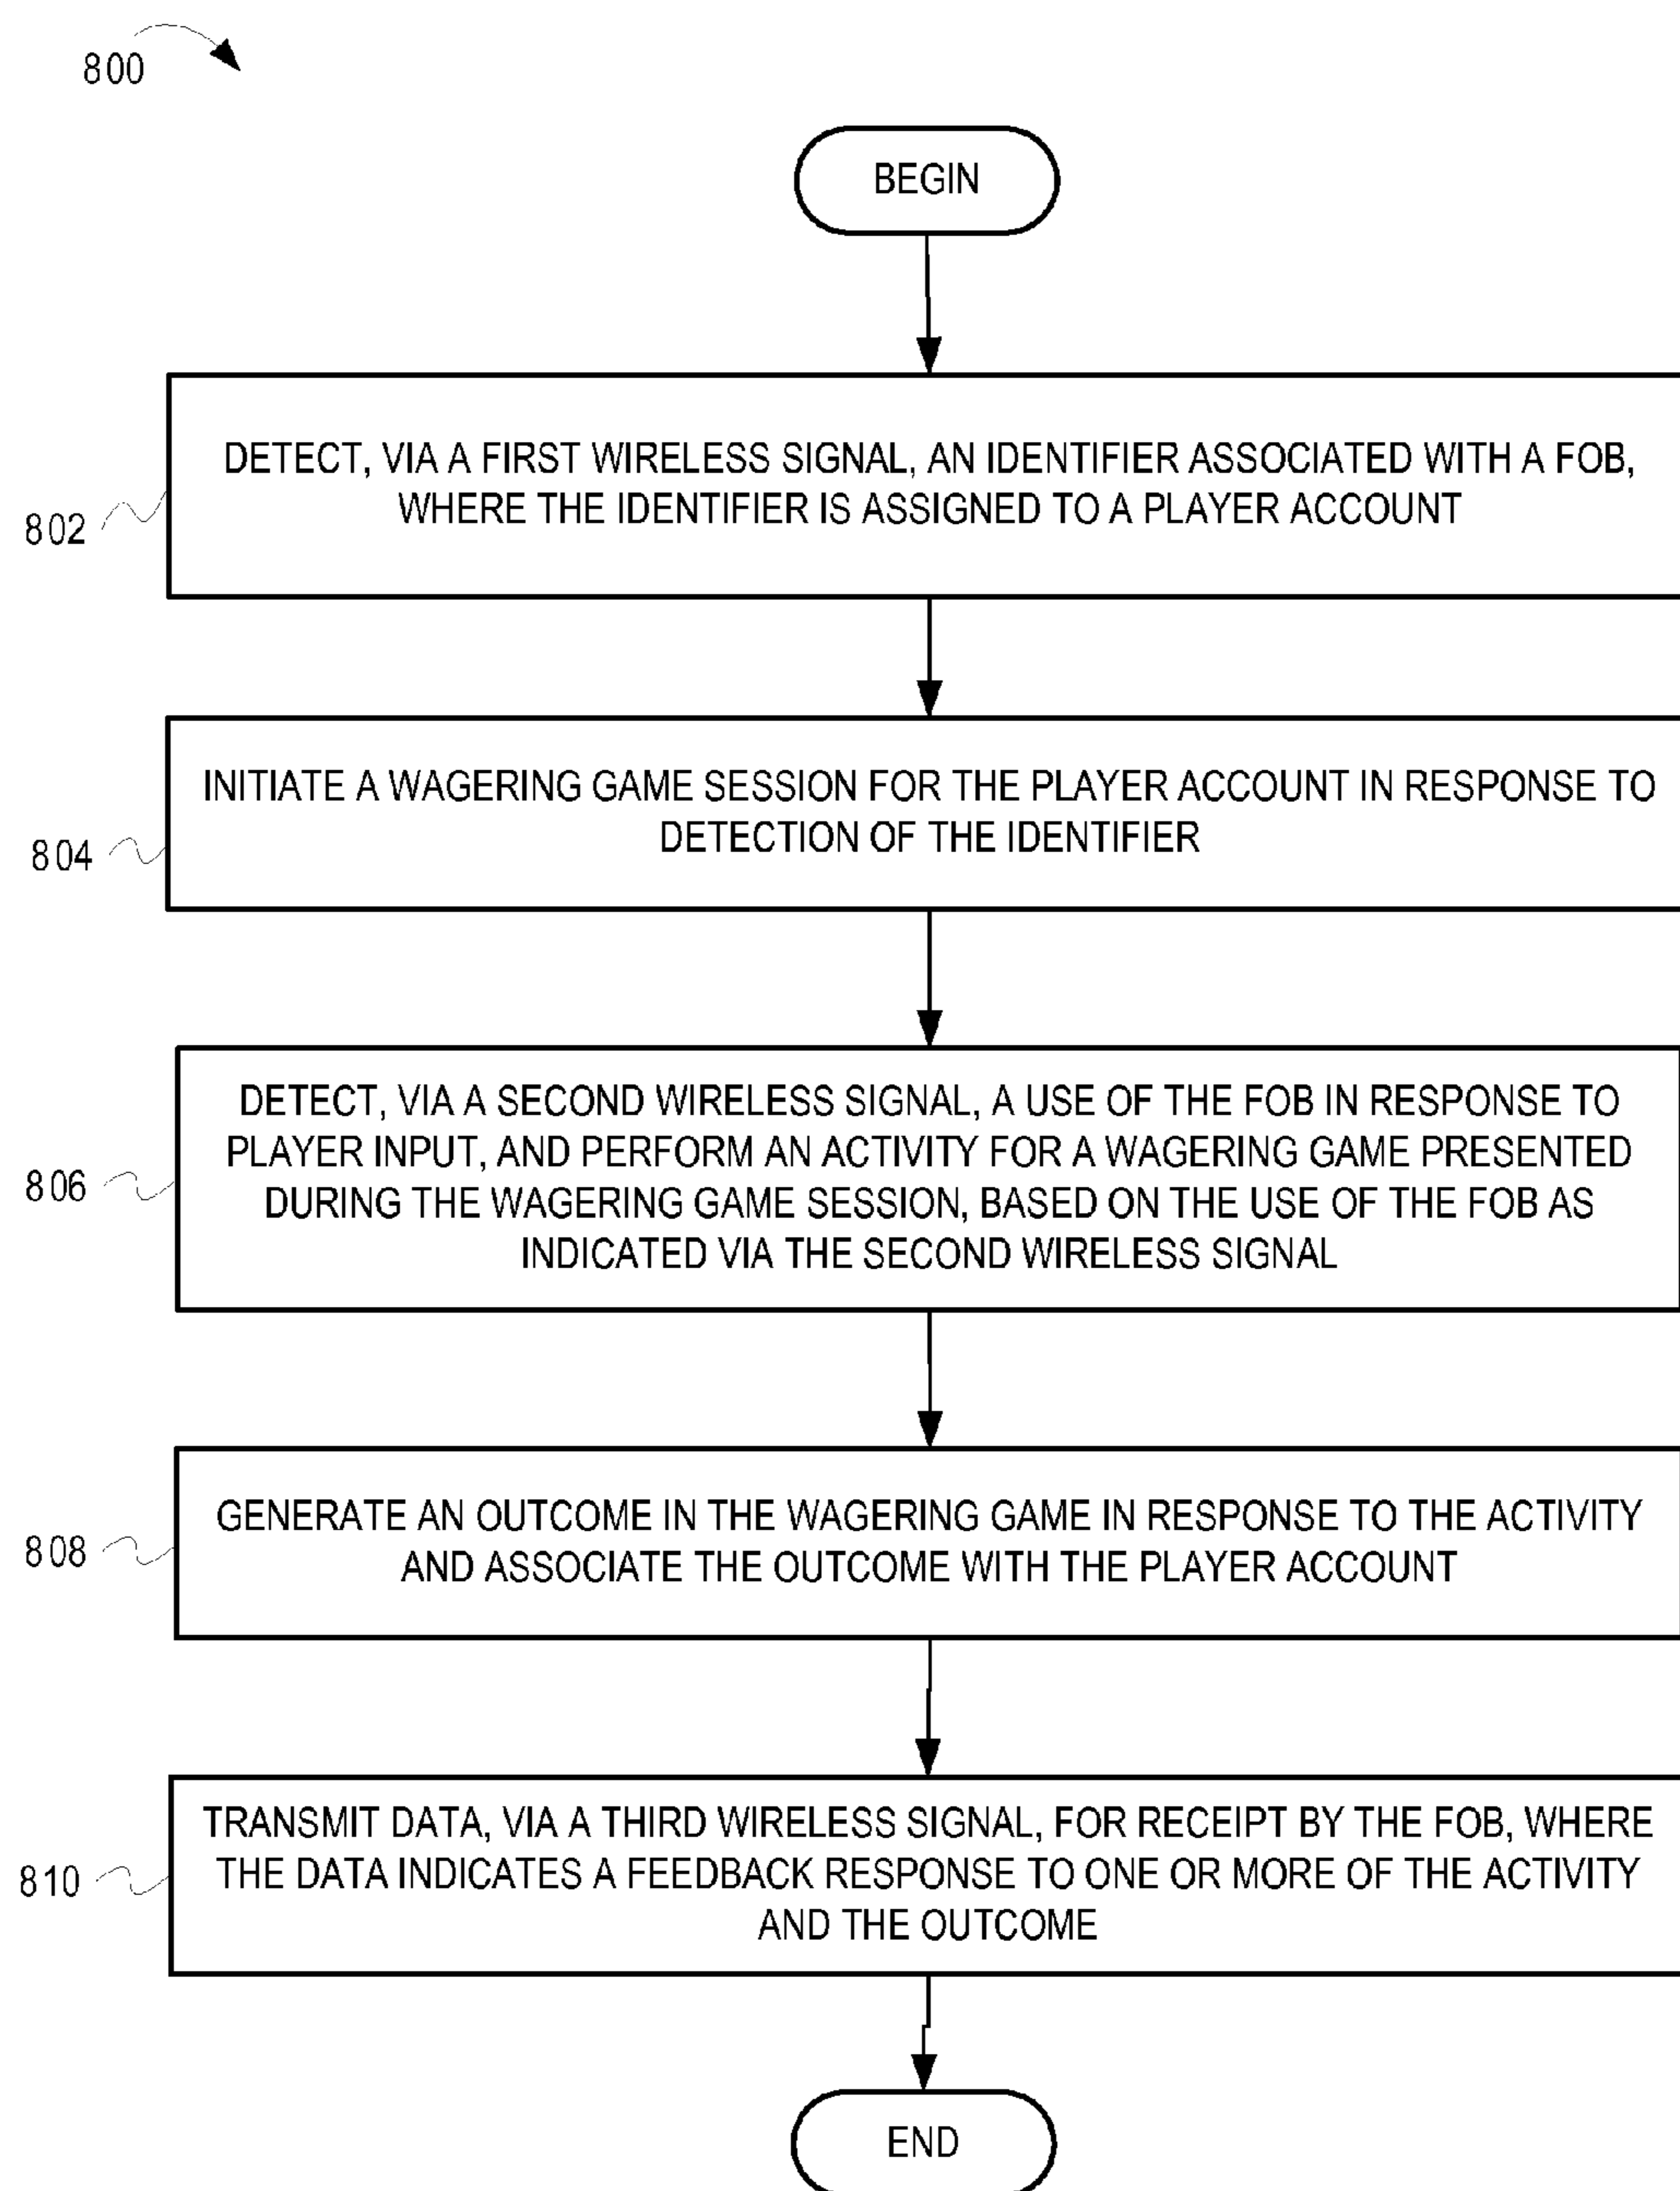 800
BEGIN
DETECT, VIA A FIRST WIRELESS SIGNAL, AN IDENTIFIER ASSOCIATED WITH A FOB,
WHERE THE IDENTIFIER IS ASSIGNED TO A PLAYER ACCOUNT
802
INITIATE A WAGERING GAME SESSION FOR THE PLAYER ACCOUNT IN RESPONSE TO
DETECTION OF THE IDENTIFIER
804
DETECT, VIA A SECOND WIRELESS SIGNAL, A USE OF THE FOB IN RESPONSE TO
PLAYER INPUT, AND PERFORM AN ACTIVITY FOR A WAGERING GAME PRESENTED
DURING THE WAGERING GAME SESSION, BASED ON THE USE OF THE FOB AS
INDICATED VIA THE SECOND WIRELESS SIGNAL
806
GENERATE AN OUTCOME IN THE WAGERING GAME IN RESPONSE TO THE ACTIVITY
AND ASSOCIATE THE OUTCOME WITH THE PLAYER ACCOUNT
808
TRANSMIT DATA, VIA A THIRD WIRELESS SIGNAL, FOR RECEIPT BY THE FOB, WHERE
THE DATA INDICATES A FEEDBACK RESPONSE TO ONE OR MORE OF THE ACTIVITY
AND THE OUTCOME
810
END